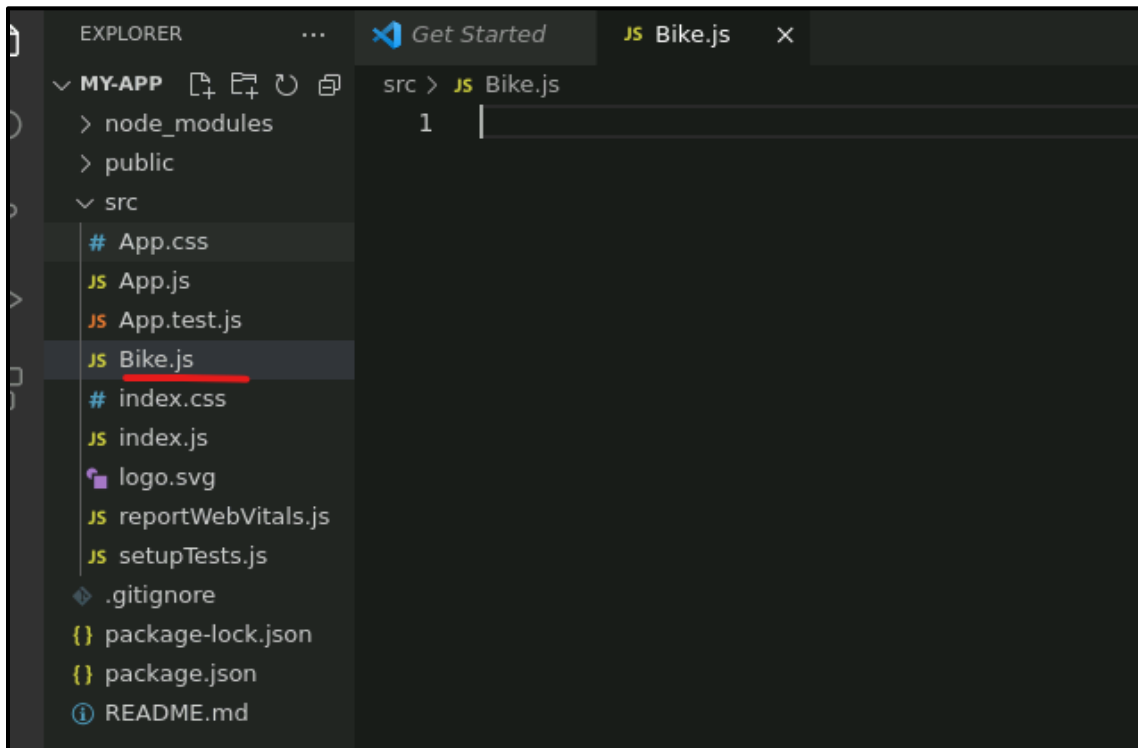 EXPLORER ...
Get Started
JS Bike.js
MY-APP
src > JS Bike.js
1
node_modules
public
src
# App.css
JS App.js
JS App.test.js
JS Bike.js
# index.css
JS index.js
logo.svg
JS reportWebVitals.js
JS setupTests.js
.gitignore
{} package-lock.json
{} package.json
README.md